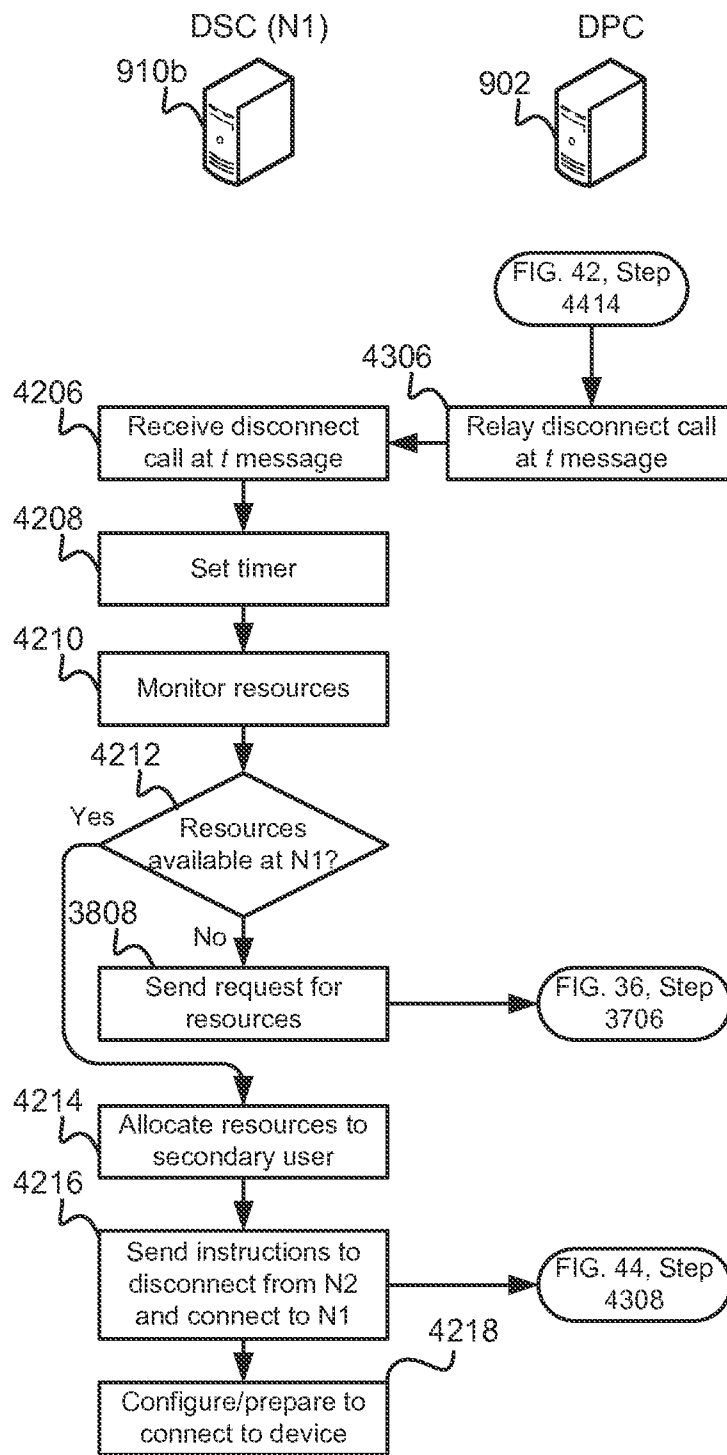 DSC (N1)
DPC
910b
902
FIG. 42, Step
4414
4306
4206
Receive disconnect
call at t message
Relay disconnect call
at t message
4208
Set timer
4210
Monitor resources
4212
Yes
Resources
available at N1?
3808
No
Send request for
resources
FIG. 36, Step
3706
4214
Allocate resources to
secondary user
4216
Send instructions to
disconnect from N2
and connect to N1
FIG. 44, Step
4308
4218
Configure/prepare to
connect to device